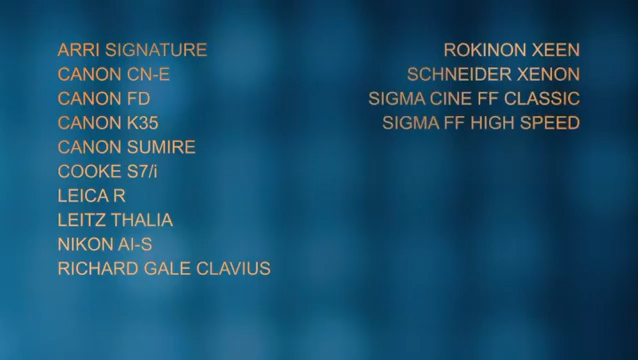 ARRI SIGNATURE
CANON CN-E
CANON FD
CANON K35
CANON SUMIRE
COOKE S7/i
LEICA R
LEITZ THALIA
NIKON AI-S
RICHARD GALE CLAVIUS
ROKINON XEEN
SCHNEIDER XENON
SIGMA CINE FF CLASSIC
SIGMA FF HIGH SPEED